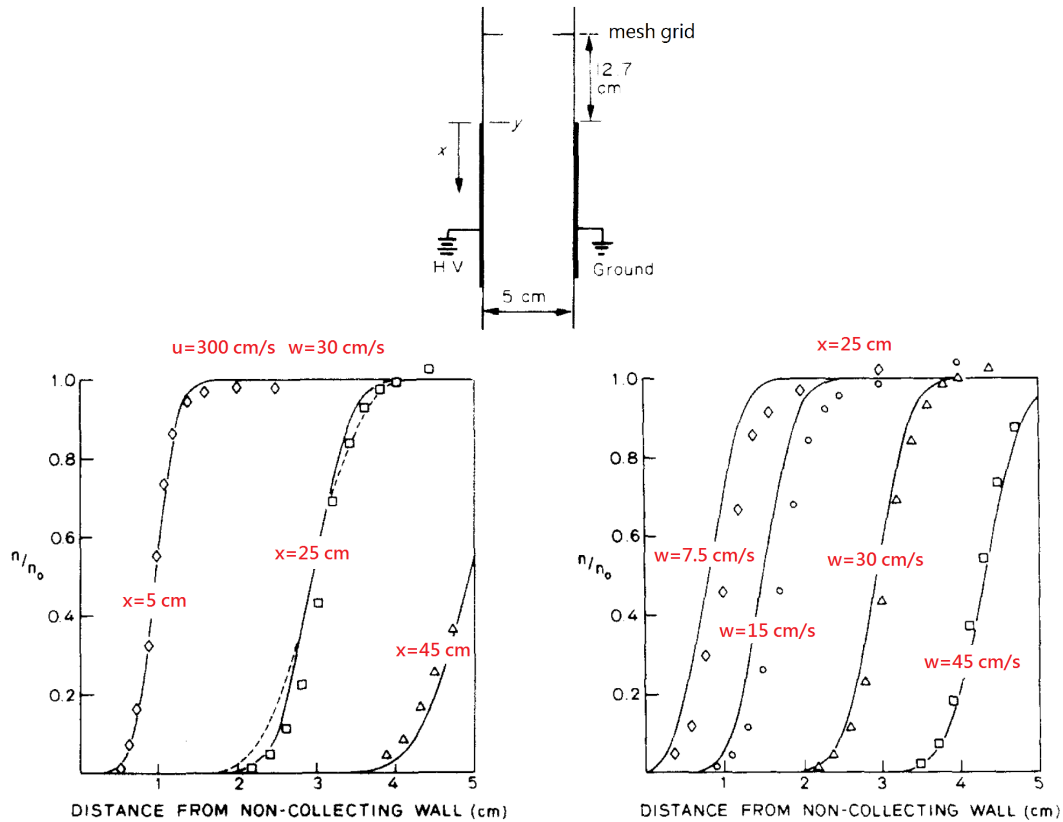 mesh grid
12.7
cm
y
x
H V
Ground
5 cm
u=300 cm/s w=30 cm/s
1.0
0.8
0.6
0.4
0.2
n/n₀
x=5 cm
x=25 cm
x=45 cm
1 2 3 4 5
DISTANCE FROM NON-COLLECTING WALL (cm)
x=25 cm
1.0
0.8
0.6
0.4
0.2
n/n₀
w=7.5 cm/s
w=15 cm/s
w=30 cm/s
w=45 cm/s
1 2 3 4 5
DISTANCE FROM NON-COLLECTING WALL (cm)